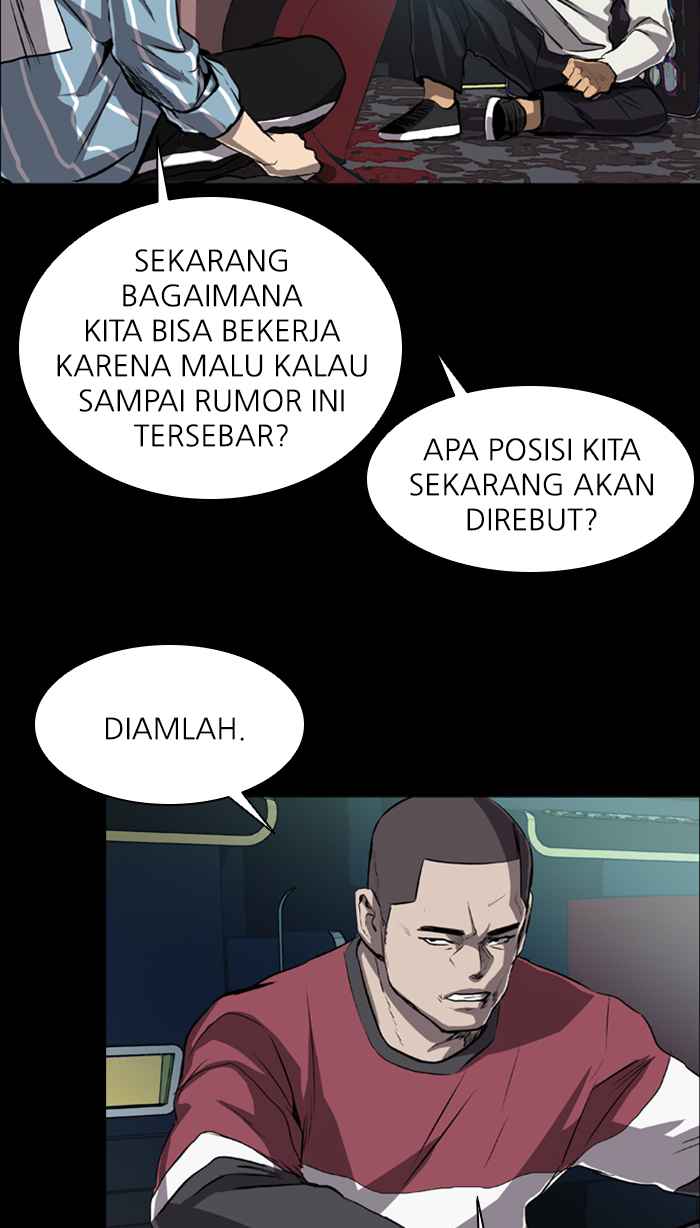 SEKARANG
BAGAIMANA
KITA BISA BEKERJA
KARENA MALU KALAU
SAMPAI RUMOR INI
TERSEBAR?
APA POSISI KITA
SEKARANG AKAN
DIREBUT?
DIAMLAH.